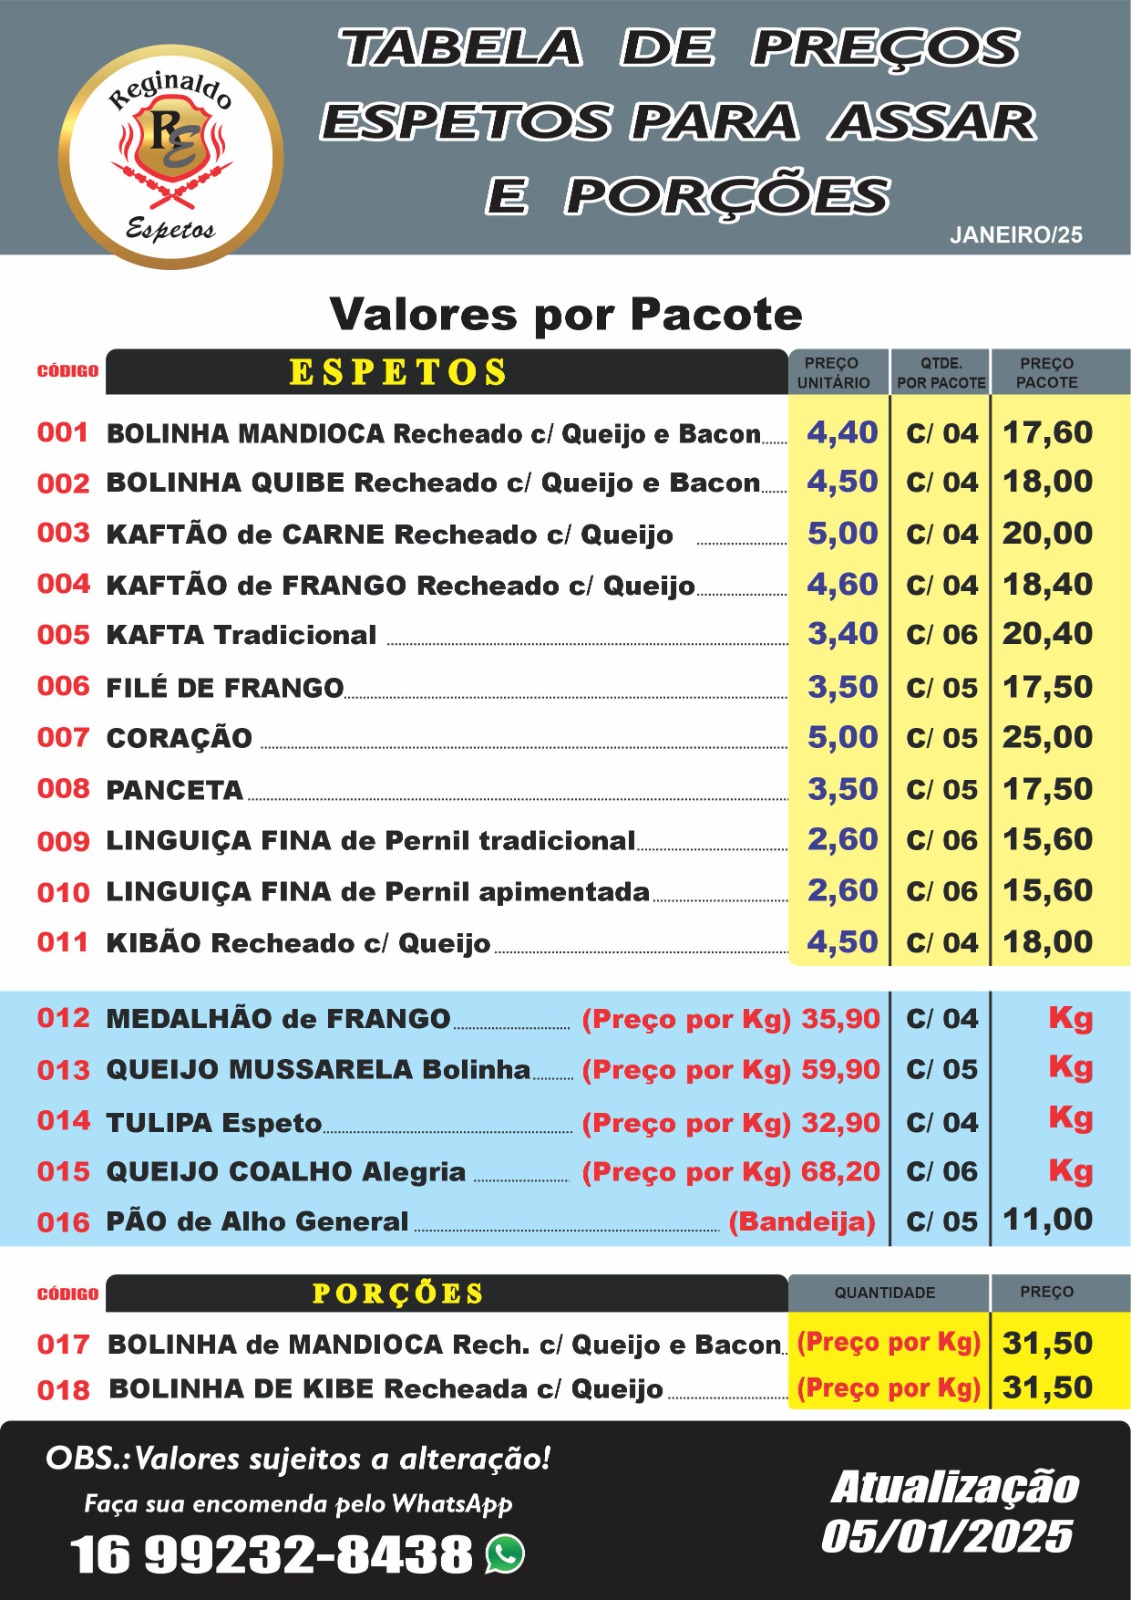 TABELA DE PREÇOS
ESPETOS PARA ASSAR
E PORÇÕES
JANEIRO/25
Reginaldo
RE
Espetos
Valores por Pacote
CÓDIGO ESPETOS PREÇO UNITÁRIO QTDE. POR PACOTE PREÇO PACOTE
001 BOLINHA MANDIOCA Recheado c/ Queijo e Bacon 4,40 C/ 04 17,60
002 BOLINHA QUIBE Recheado c/ Queijo e Bacon 4,50 C/ 04 18,00
003 KAFTÃO de CARNE Recheado c/ Queijo 5,00 C/ 04 20,00
004 KAFTÃO de FRANGO Recheado c/ Queijo 4,60 C/ 04 18,40
005 KAFTA Tradicional 3,40 C/ 06 20,40
006 FILÉ DE FRANGO 3,50 C/ 05 17,50
007 CORAÇÃO 5,00 C/ 05 25,00
008 PANCETA 3,50 C/ 05 17,50
009 LINGUIÇA FINA de Pernil tradicional 2,60 C/ 06 15,60
010 LINGUIÇA FINA de Pernil apimentada 2,60 C/ 06 15,60
011 KIBÃO Recheado c/ Queijo 4,50 C/ 04 18,00
012 MEDALHÃO de FRANGO (Preço por Kg) 35,90 C/ 04 Kg
013 QUEIJO MUSSARELA Bolinha (Preço por Kg) 59,90 C/ 05 Kg
014 TULIPA Espeto (Preço por Kg) 32,90 C/ 04 Kg
015 QUEIJO COALHO Alegria (Preço por Kg) 68,20 C/ 06 Kg
016 PÃO de Alho General (Bandeija) C/ 05 11,00
CÓDIGO PORÇÕES QUANTIDADE PREÇO
017 BOLINHA de MANDIOCA Rech. c/ Queijo e Bacon (Preço por Kg) 31,50
018 BOLINHA DE KIBE Recheada c/ Queijo (Preço por Kg) 31,50
OBS.: Valores sujeitos a alteração!
Faça sua encomenda pelo WhatsApp
16 99232-8438
Atualização
05/01/2025